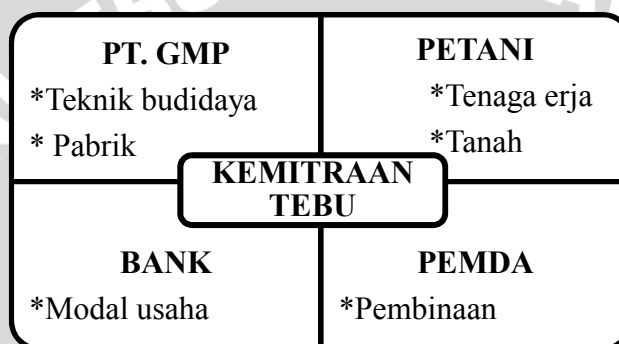 PT. GMP
*Teknik budidaya
* Pabrik
PETANI
*Tenaga erja
*Tanah
KEMITRAAN
TEBU
BANK
*Modal usaha
PEMDA
*Pembinaan